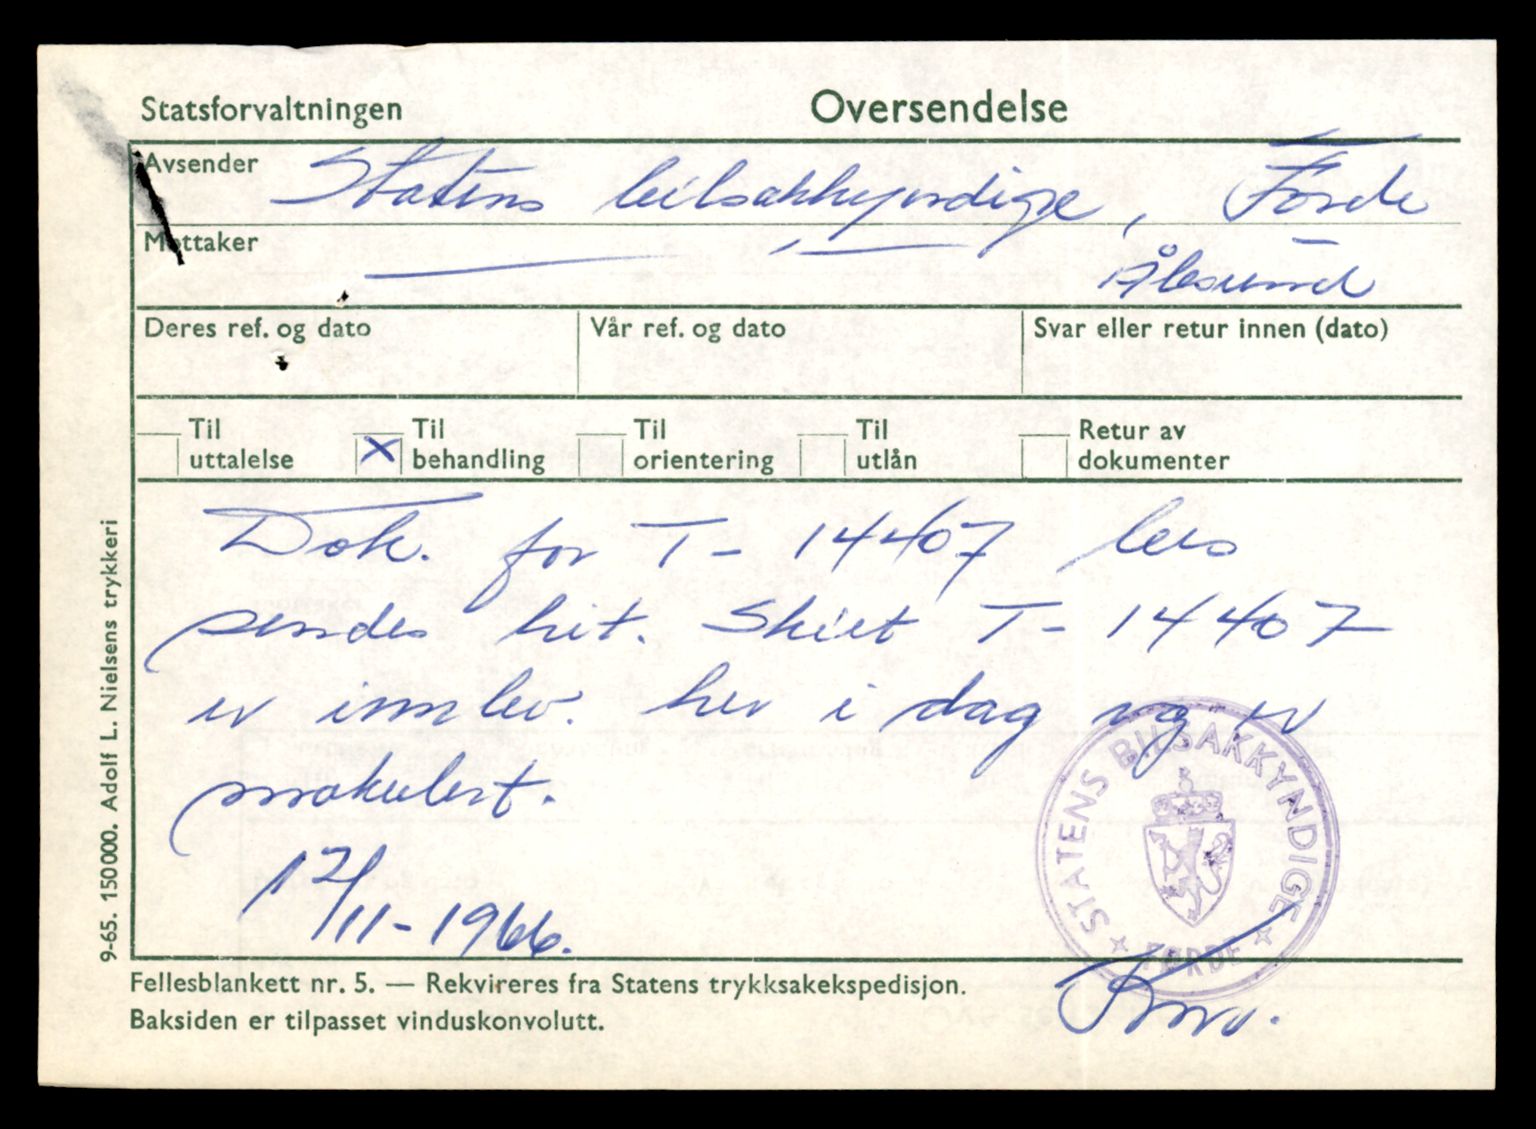 Statsforvaltningen
Oversendelse
Avsender Statens bilsakkyndige, Førde
Mottaker Ålesund
Deres ref. og dato
Vår ref. og dato
Svar eller retur innen (dato)
Til uttalelse
X Til behandling
Til orientering
Til utlån
Retur av dokumenter
Dok. for T-14407 bes
sendes hit. Skilt T-14407
er innlev. her i dag og er
makulert.
17/11-1966.
STATENS BILSAKKYNDIGE
FØRDE
Fellesblankett nr. 5. — Rekvireres fra Statens trykksakekspedisjon.
Baksiden er tilpasset vinduskonvolutt.
9-65. 150000. Adolf L. Nielsens trykkeri